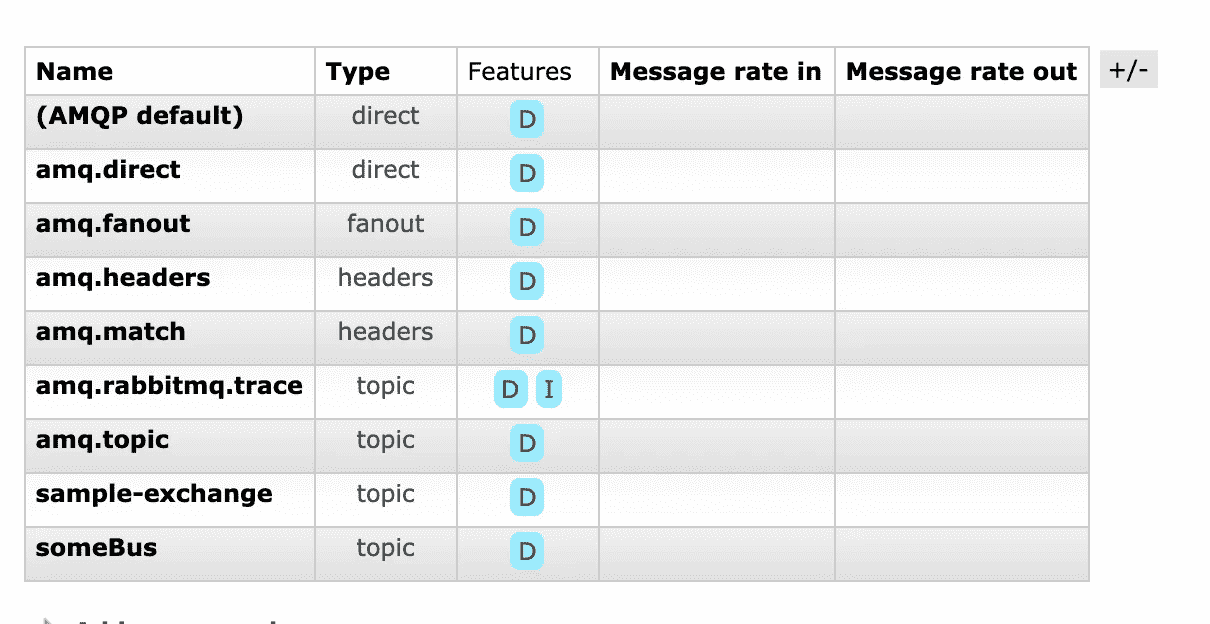 Name Type Features Message rate in Message rate out +/-
(AMQP default) direct D
amq.direct direct D
amq.fanout fanout D
amq.headers headers D
amq.match headers D
amq.rabbitmq.trace topic D I
amq.topic topic D
sample-exchange topic D
someBus topic D